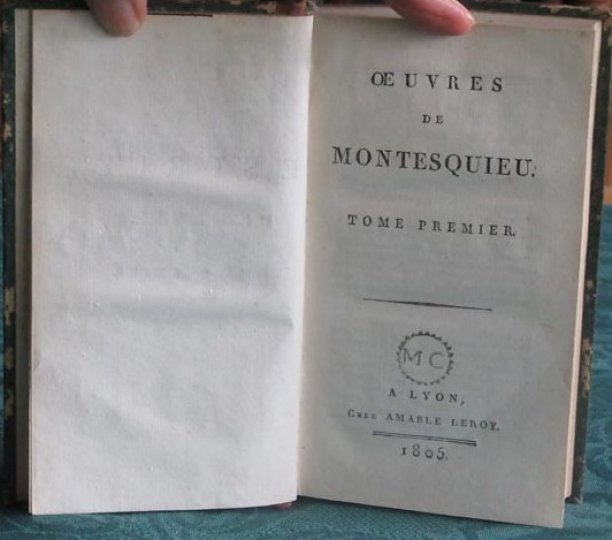 ŒUVRES
DE
MONTESQUIEU.
TOME PREMIER.
MC
A LYON,
Chez AMABLE LEROY.
1805.